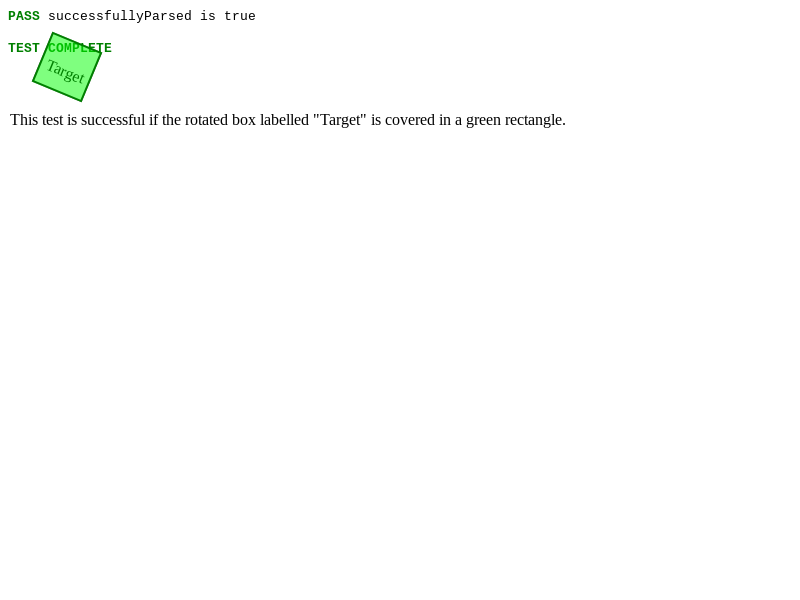 PASS successfullyParsed is true
TEST COMPLETE
Target
This test is successful if the rotated box labelled "Target" is covered in a green rectangle.